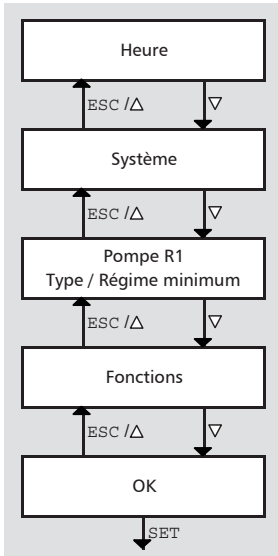 Heure
ESC /△ ▽
Système
ESC /△ ▽
Pompe R1
Type / Régime minimum
ESC /△ ▽
Fonctions
ESC /△ ▽
OK
SET